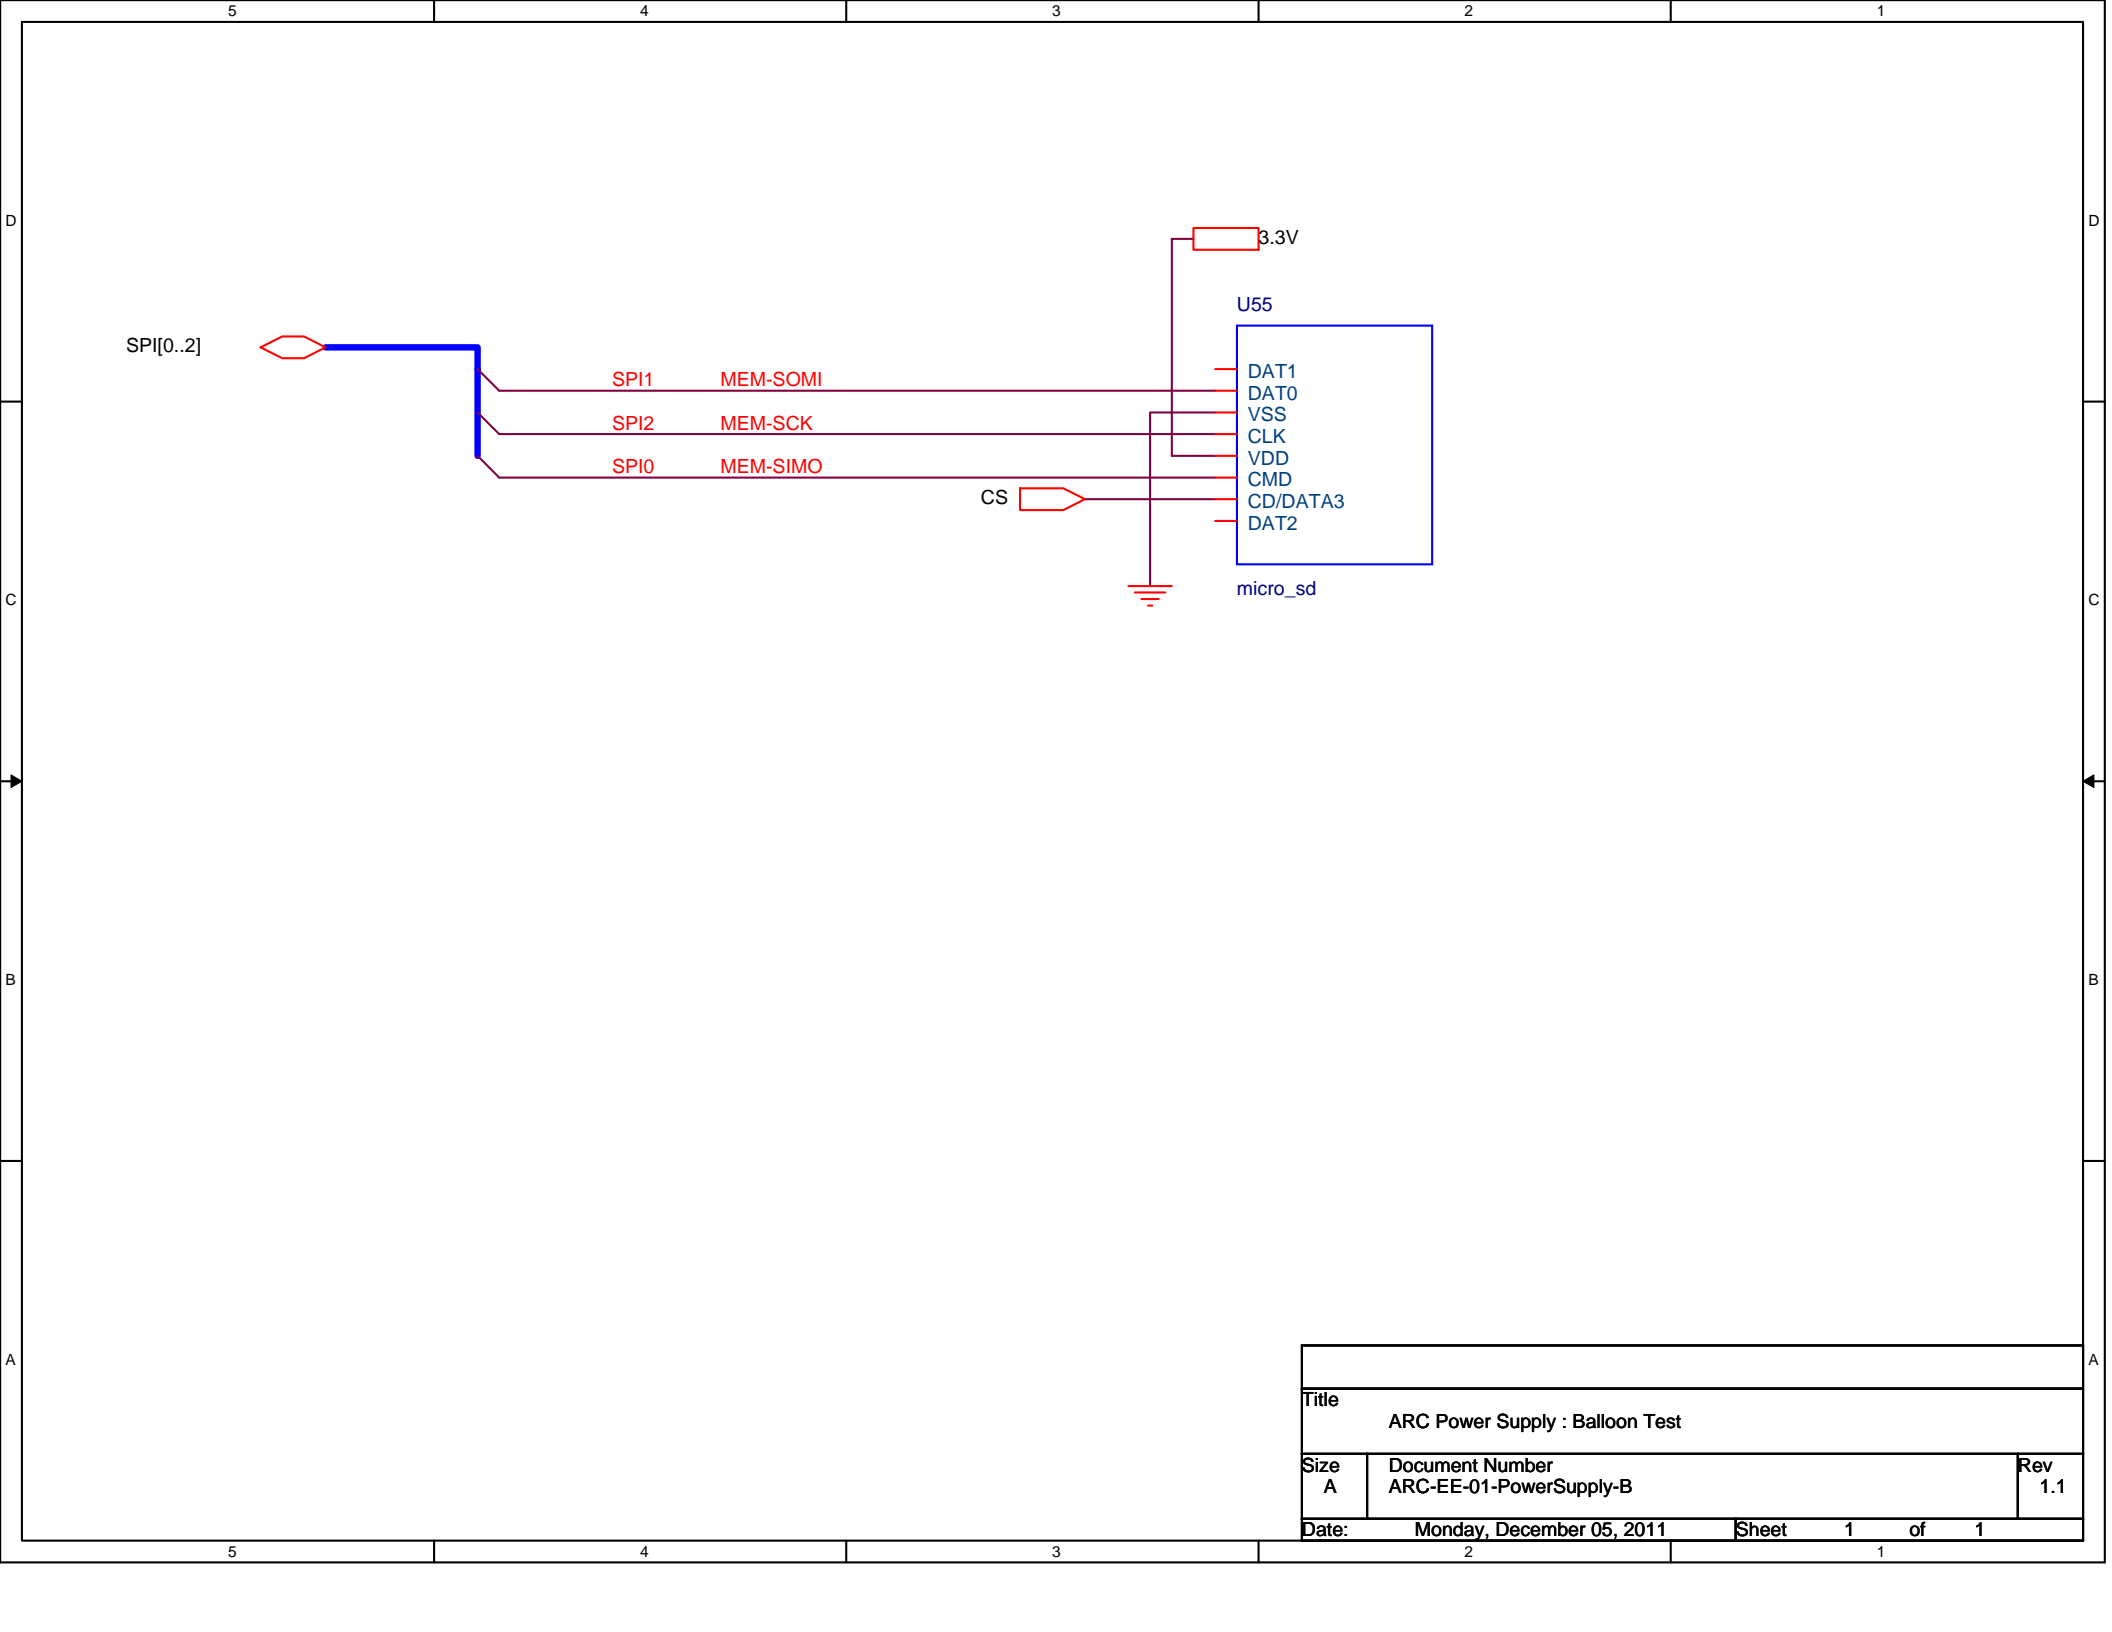 5 4 3 2 1
D D
3.3V
U55
SPI[0..2]
SPI1 MEM-SOMI
DAT1
DAT0
VSS
SPI2 MEM-SCK
CLK
VDD
SPI0 MEM-SIMO
CMD
CS
CD/DATA3
DAT2
micro_sd
C C
B B
A A
Title
ARC Power Supply : Balloon Test
Size Document Number Rev
A ARC-EE-01-PowerSupply-B 1.1
Date: Monday, December 05, 2011 Sheet 1 of 1
5 4 3 2 1